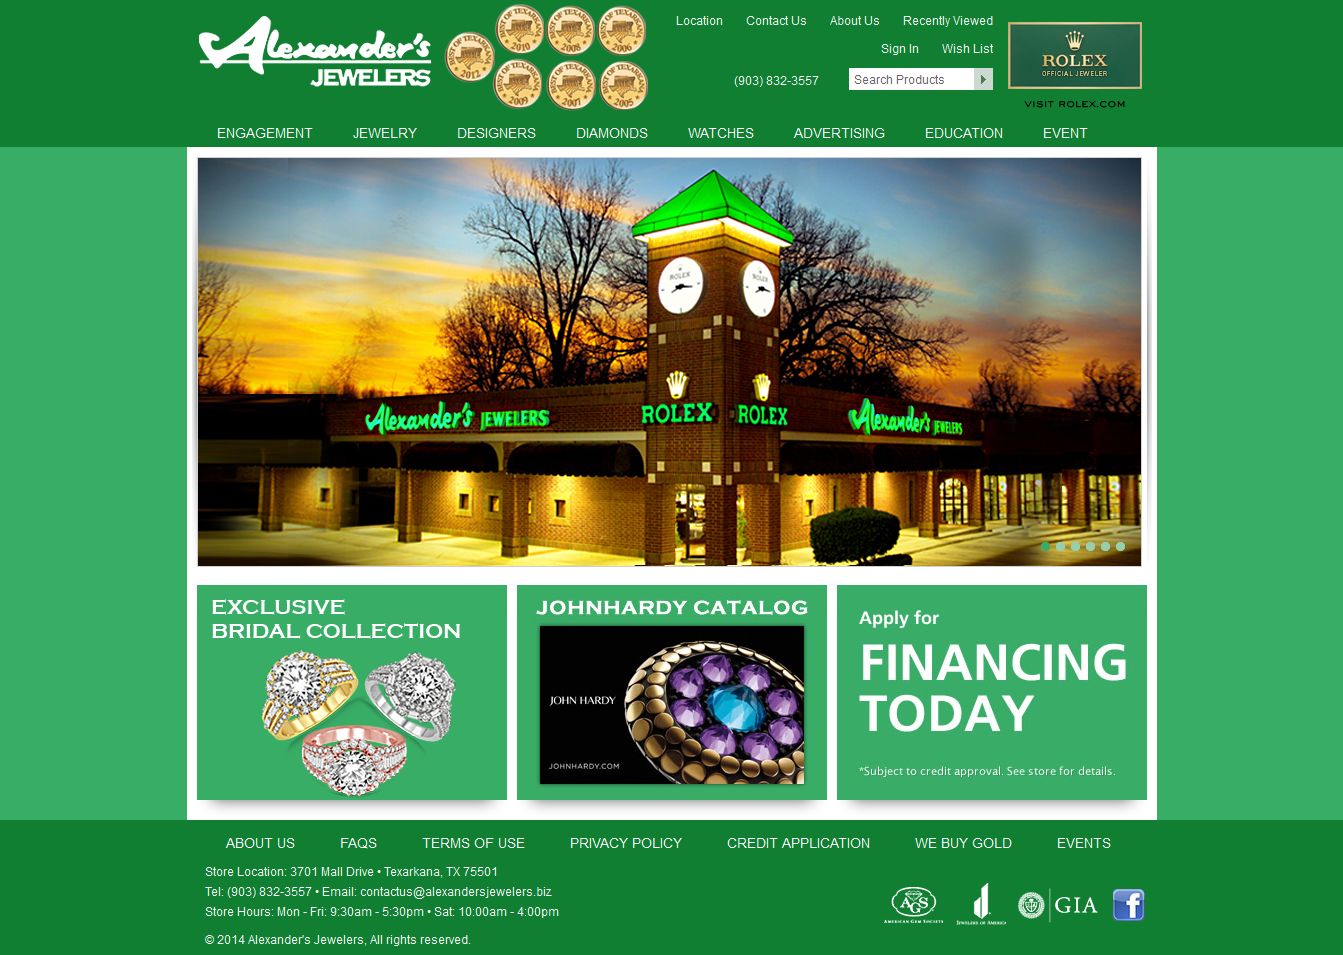 Alexander's
JEWELERS
BEST OF TEXARKANA
2012
BEST OF TEXARKANA
2010
BEST OF TEXARKANA
2008
BEST OF TEXARKANA
2006
BEST OF TEXARKANA
2009
BEST OF TEXARKANA
2007
BEST OF TEXARKANA
2005
Location Contact Us About Us Recently Viewed
Sign In Wish List
(903) 832-3557
Search Products
ROLEX
OFFICIAL JEWELER
VISIT ROLEX.COM
ENGAGEMENT JEWELRY DESIGNERS DIAMONDS WATCHES ADVERTISING EDUCATION EVENT
ROLEX ROLEX
Alexander's JEWELERS ROLEX ROLEX Alexander's JEWELERS
EXCLUSIVE
BRIDAL COLLECTION
JOHNHARDY CATALOG
JOHN HARDY
JOHNHARDY.COM
Apply for
FINANCING
TODAY
*Subject to credit approval. See store for details.
ABOUT US FAQS TERMS OF USE PRIVACY POLICY CREDIT APPLICATION WE BUY GOLD EVENTS
Store Location: 3701 Mall Drive • Texarkana, TX 75501
Tel: (903) 832-3557 • Email: contactus@alexandersjewelers.biz
Store Hours: Mon - Fri: 9:30am - 5:30pm • Sat: 10:00am - 4:00pm
© 2014 Alexander's Jewelers, All rights reserved.
AGS
AMERICAN GEM SOCIETY
JEWELERS OF AMERICA
GIA
f